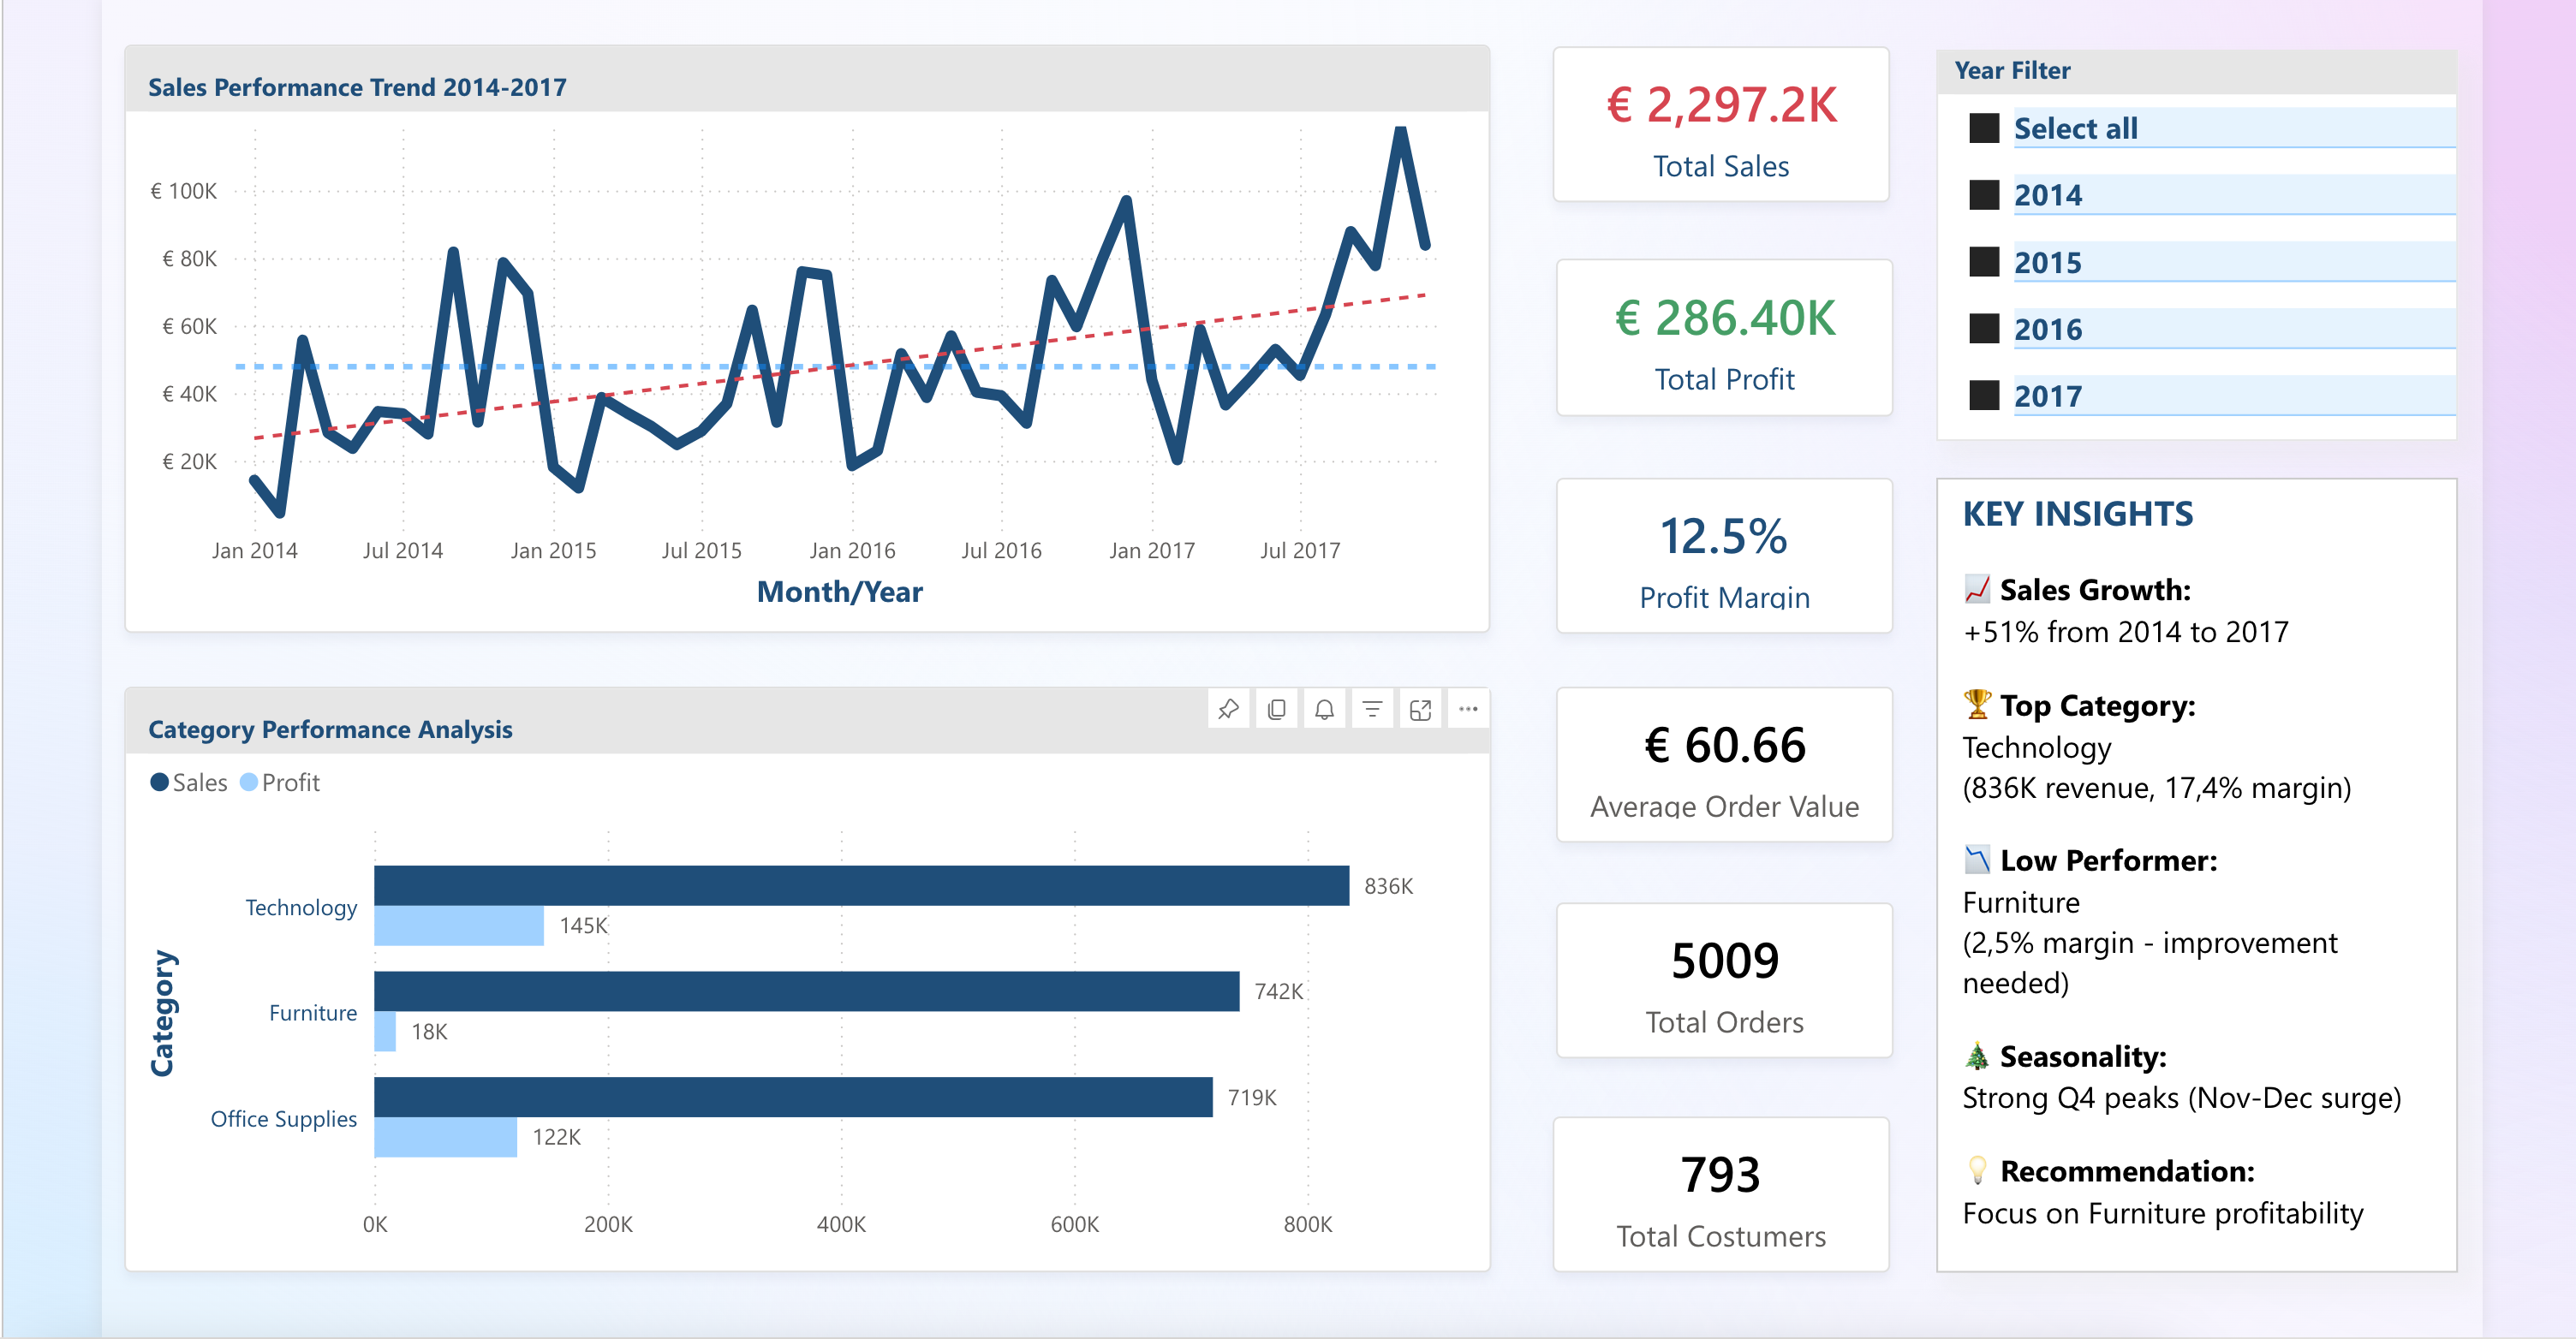 Sales Performance Trend 2014-2017
€ 100K
€ 80K
€ 60K
€ 40K
€ 20K
Jan 2014 Jul 2014 Jan 2015 Jul 2015 Jan 2016 Jul 2016 Jan 2017 Jul 2017
Month/Year
Category Performance Analysis
Sales Profit
Category
Technology
836K
145K
Furniture
742K
18K
Office Supplies
719K
122K
0K 200K 400K 600K 800K
€ 2,297.2K
Total Sales
€ 286.40K
Total Profit
12.5%
Profit Margin
€ 60.66
Average Order Value
5009
Total Orders
793
Total Costumers
Year Filter
Select all
2014
2015
2016
2017
KEY INSIGHTS
📈 Sales Growth:
+51% from 2014 to 2017
🏆 Top Category:
Technology
(836K revenue, 17,4% margin)
📉 Low Performer:
Furniture
(2,5% margin - improvement
needed)
🎄 Seasonality:
Strong Q4 peaks (Nov-Dec surge)
💡 Recommendation:
Focus on Furniture profitability